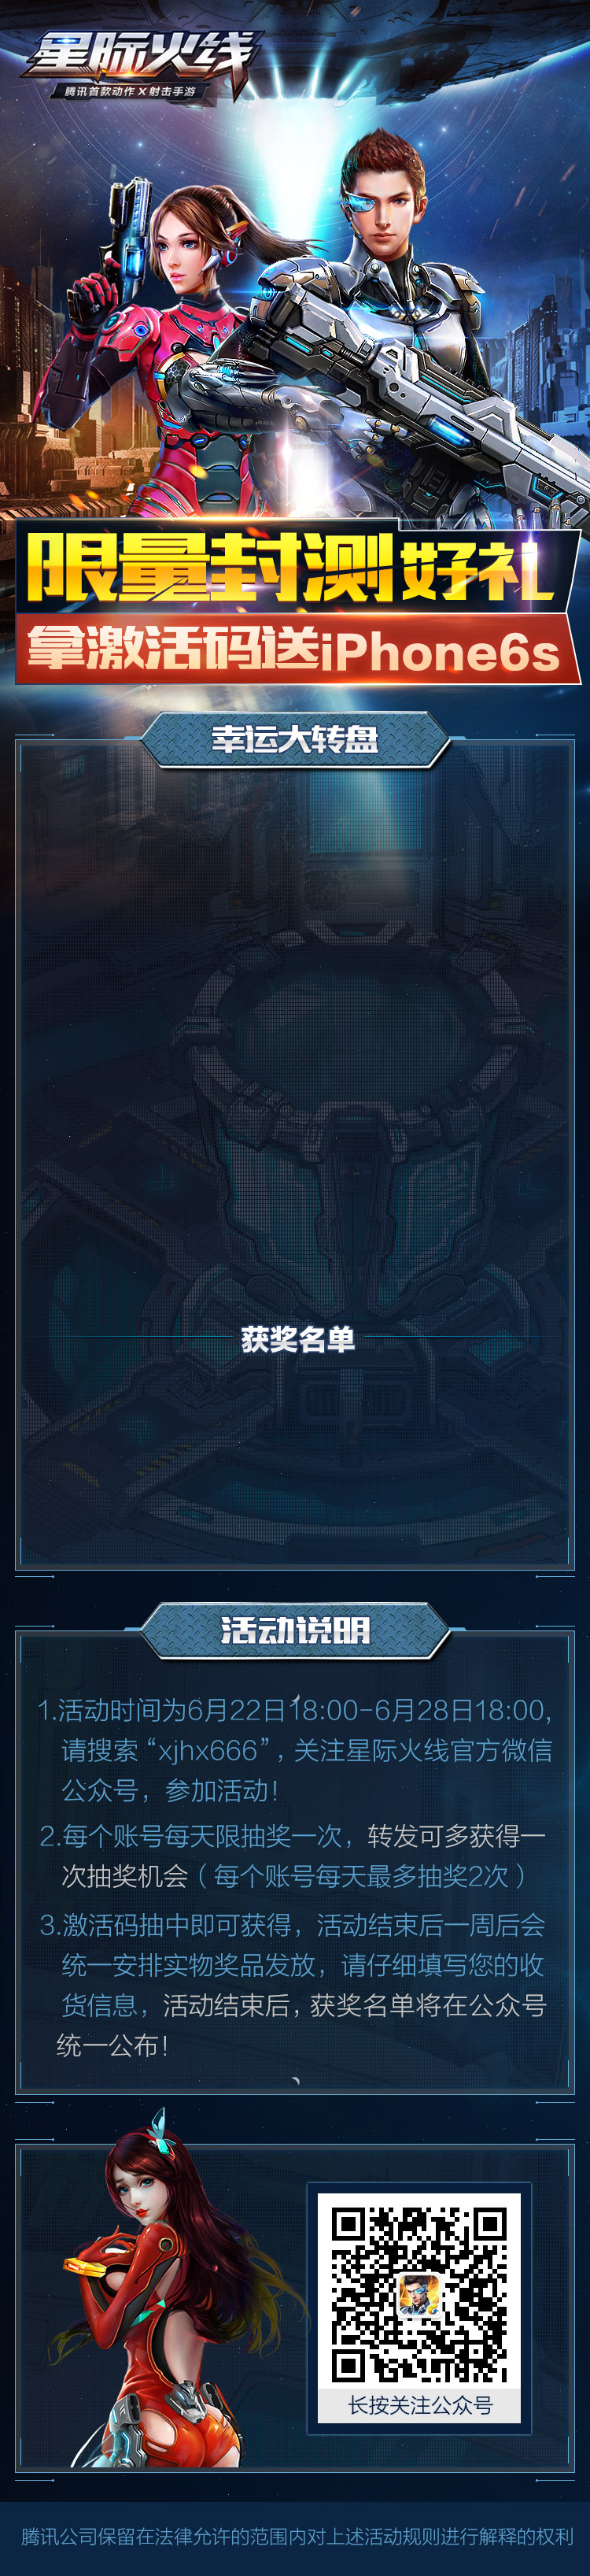 星际火线
腾讯首款动作X射击手游
限量封测好礼
拿激活码送iPhone6s
幸运大转盘
获奖名单
活动说明
1.活动时间为6月22日18:00-6月28日18:00,
请搜索“xjhx666”, 关注星际火线官方微信
公众号，参加活动!
2.每个账号每天限抽奖一次，转发可多获得一
次抽奖机会（每个账号每天最多抽奖2次）
3.激活码抽中即可获得，活动结束后一周后会
统一安排实物奖品发放，请仔细填写您的收
货信息，活动结束后, 获奖名单将在公众号
统一公布!
长按关注公众号
腾讯公司保留在法律允许的范围内对上述活动规则进行解释的权利